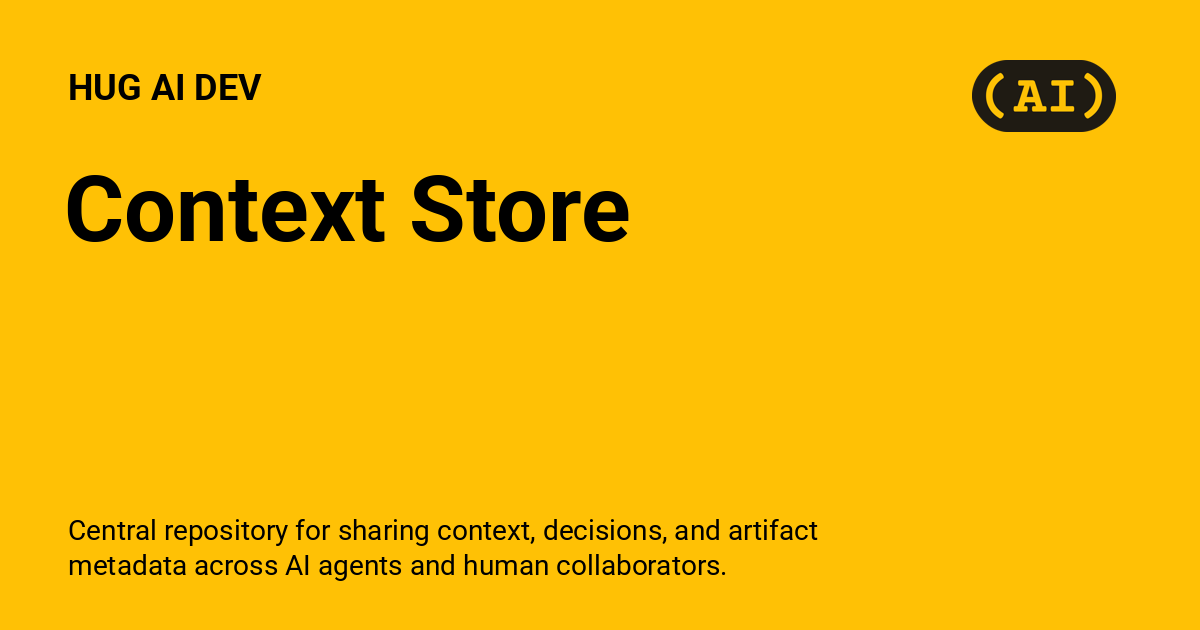 HUG AI DEV
(AI)
Context Store
Central repository for sharing context, decisions, and artifact
metadata across AI agents and human collaborators.